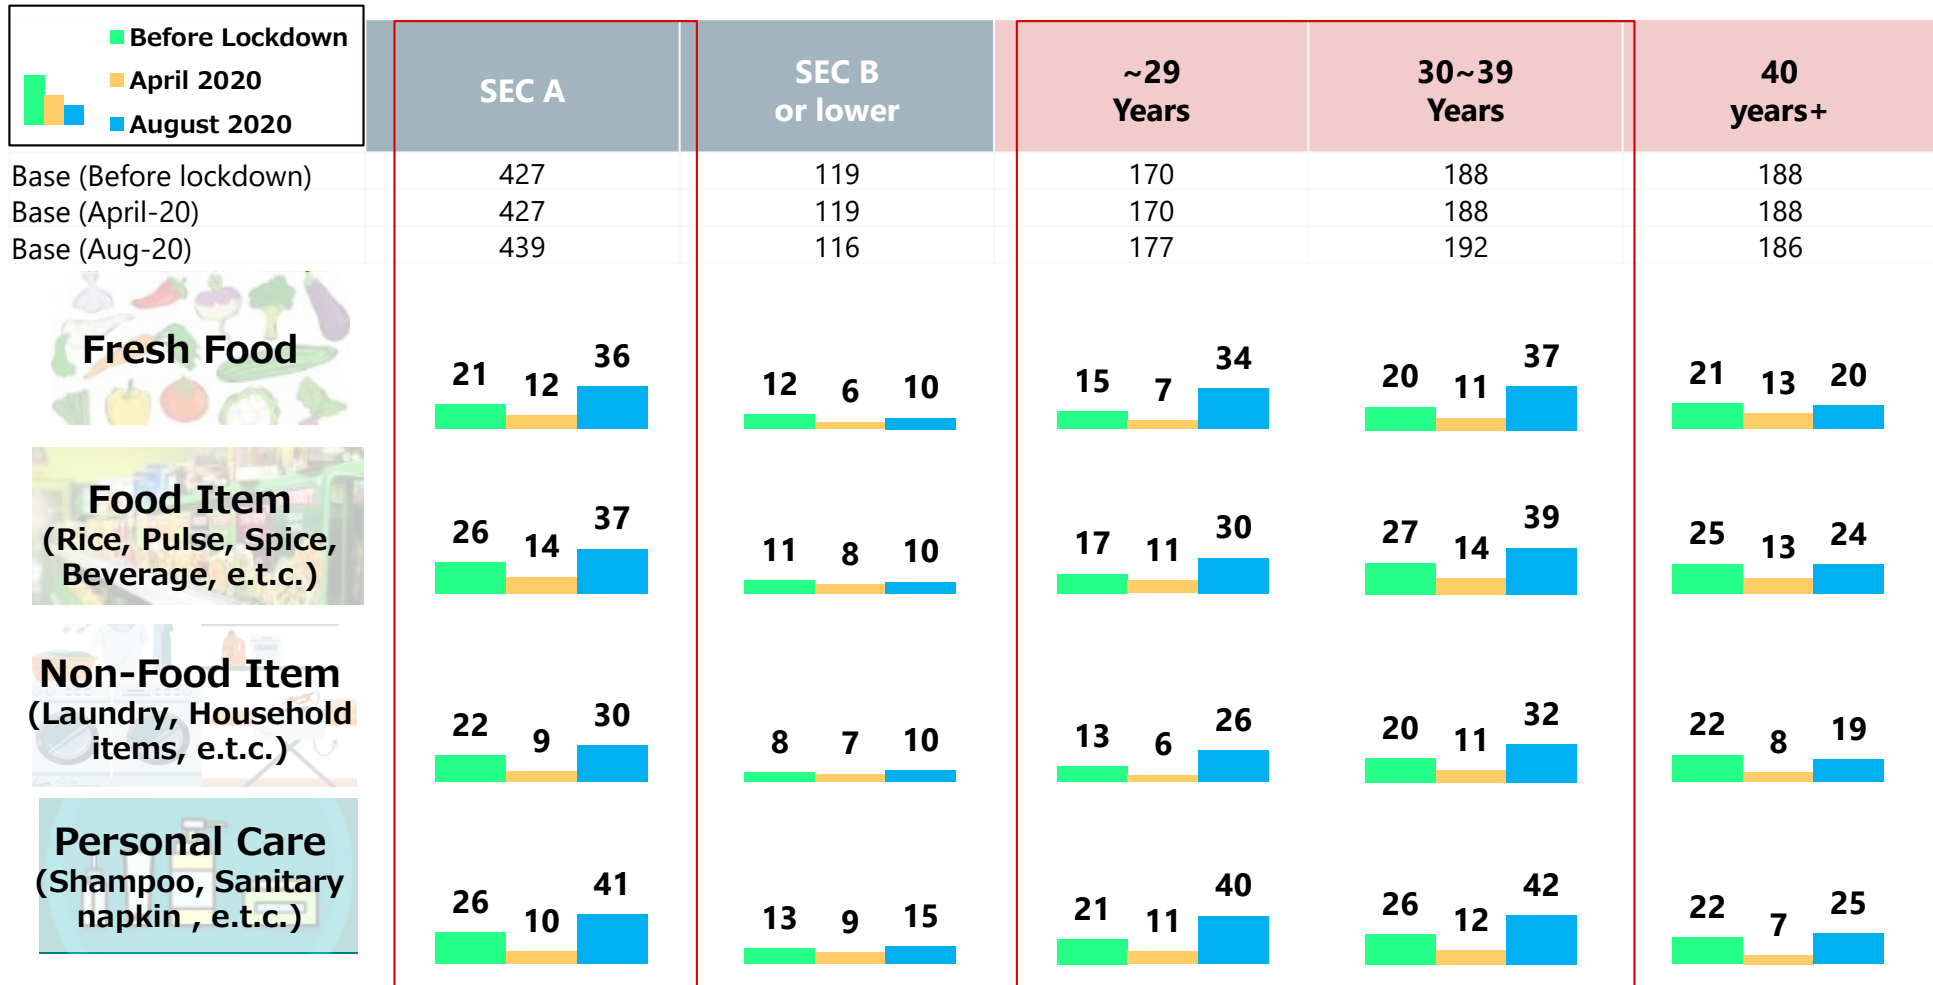 Before Lockdown
April 2020
August 2020
SEC A
SEC B
or lower
~29
Years
30~39
Years
40
years+
Base (Before lockdown) 427 119 170 188 188
Base (April-20) 427 119 170 188 188
Base (Aug-20) 439 116 177 192 186
Fresh Food
21 12 36 12 6 10 15 7 34 20 11 37 21 13 20
Food Item
(Rice, Pulse, Spice,
Beverage, e.t.c.)
26 14 37 11 8 10 17 11 30 27 14 39 25 13 24
Non-Food Item
(Laundry, Household
items, e.t.c.)
22 9 30 8 7 10 13 6 26 20 11 32 22 8 19
Personal Care
(Shampoo, Sanitary
napkin , e.t.c.)
26 10 41 13 9 15 21 11 40 26 12 42 22 7 25